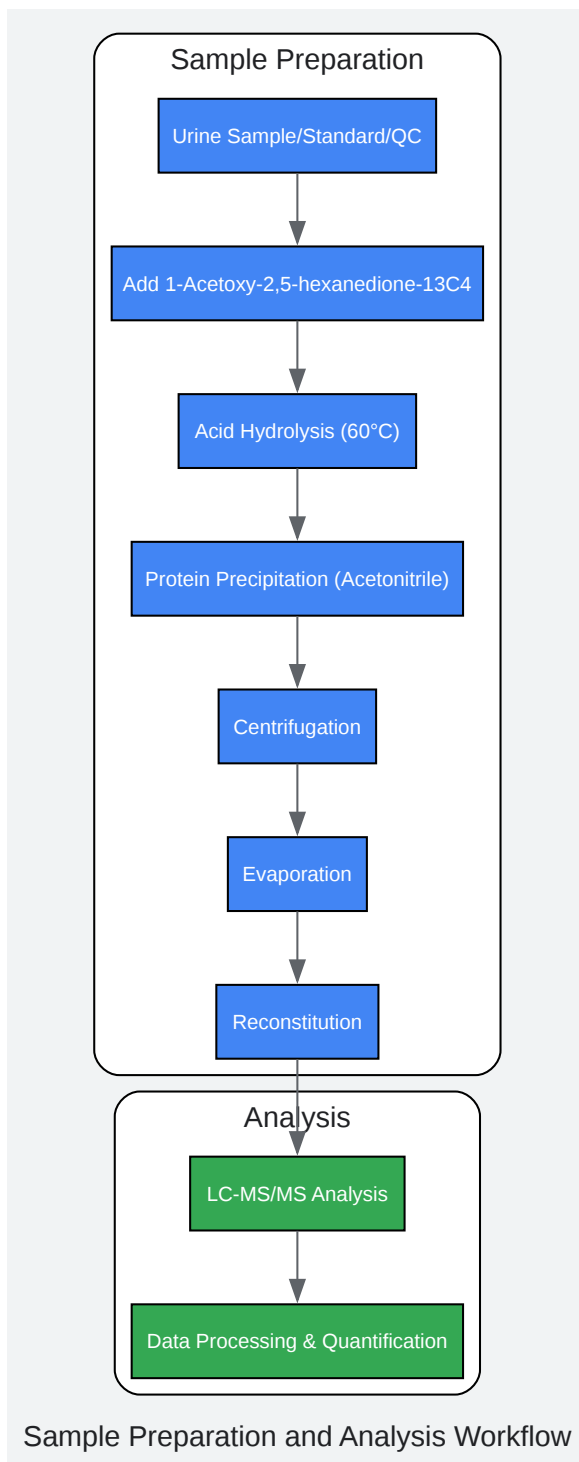 Sample Preparation
Urine Sample/Standard/QC
Add 1-Acetoxy-2,5-hexanedione-13C4
Acid Hydrolysis (60°C)
Protein Precipitation (Acetonitrile)
Centrifugation
Evaporation
Reconstitution
Analysis
LC-MS/MS Analysis
Data Processing & Quantification
Sample Preparation and Analysis Workflow